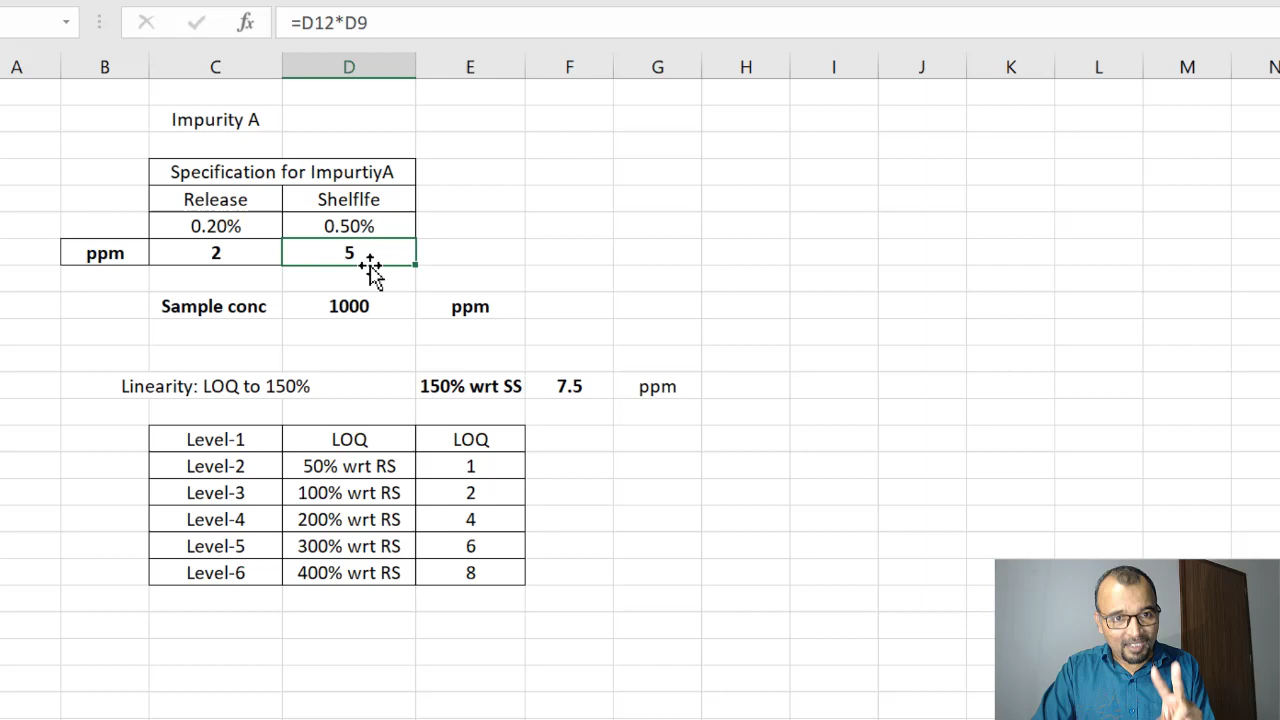 fx =D12*D9
A B C D E F G H I J K L M N
Impurity A
Specification for ImpurtiyA
Release Shelflfe
0.20% 0.50%
ppm 2 5
Sample conc 1000 ppm
Linearity: LOQ to 150% 150% wrt SS 7.5 ppm
Level-1 LOQ LOQ
Level-2 50% wrt RS 1
Level-3 100% wrt RS 2
Level-4 200% wrt RS 4
Level-5 300% wrt RS 6
Level-6 400% wrt RS 8